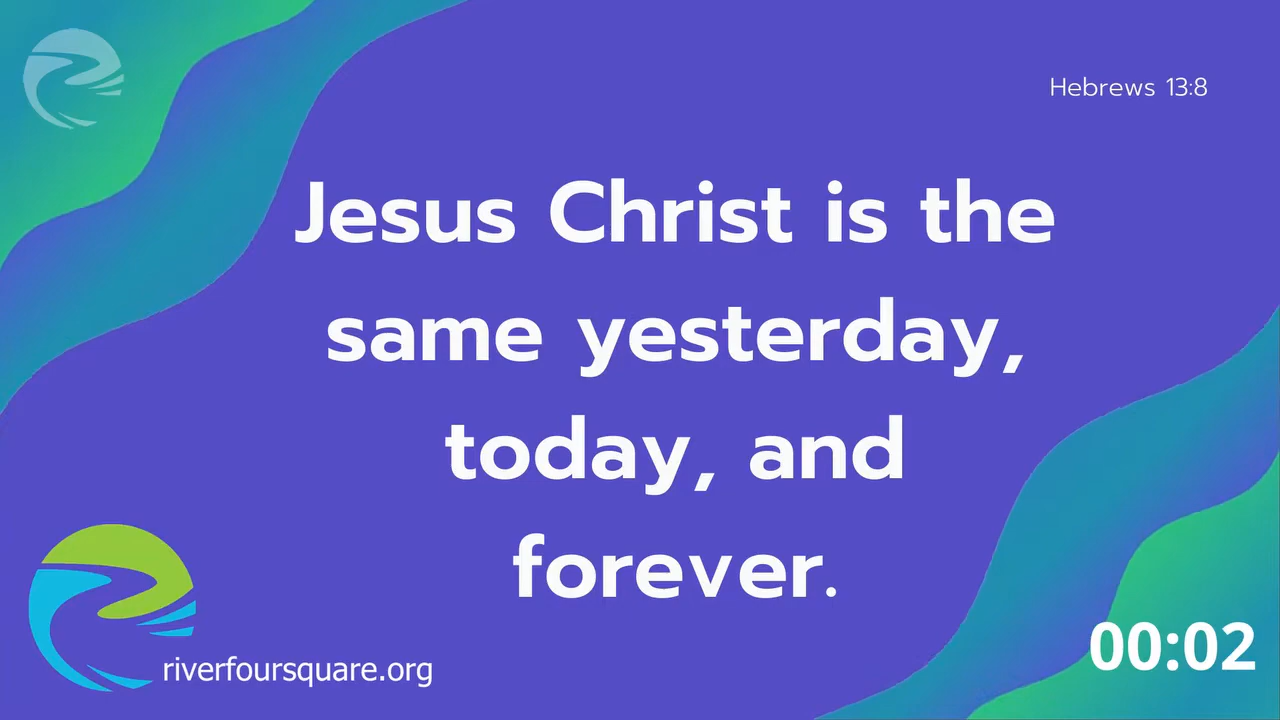 Hebrews 13:8
Jesus Christ is the
same yesterday,
today, and
forever.
riverfoursquare.org
00:02